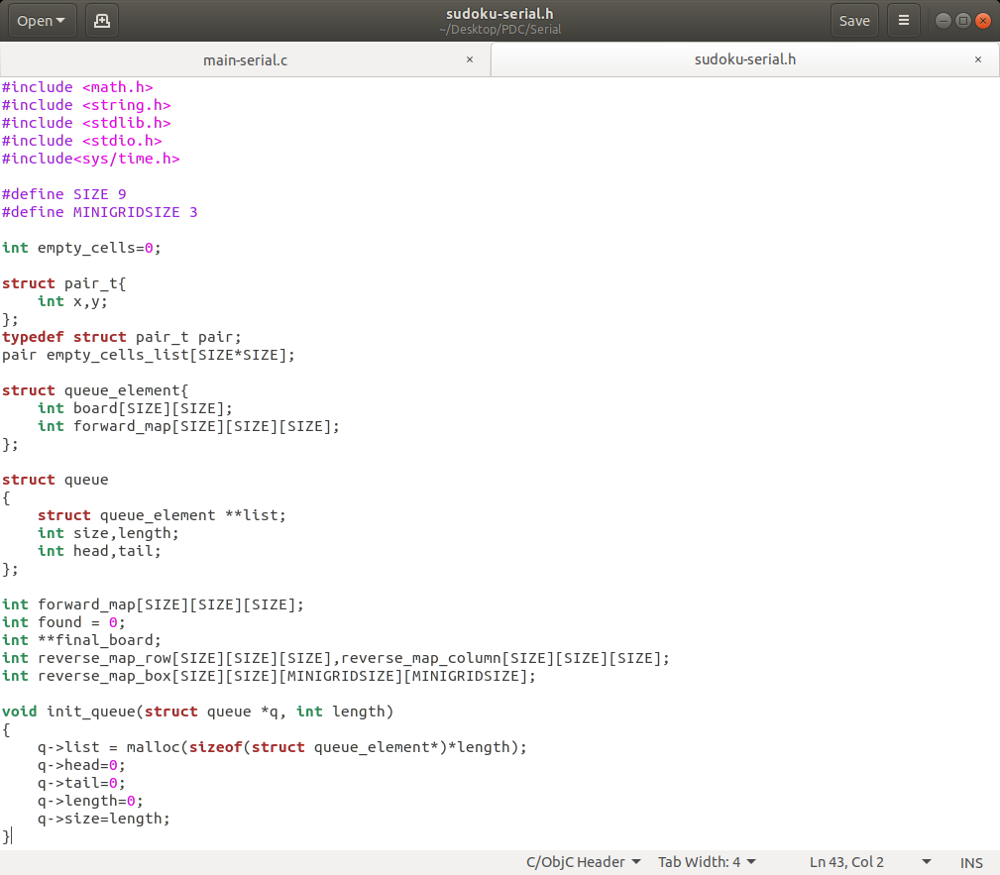 Open
sudoku-serial.h
~/Desktop/PDC/Serial
Save
main-serial.c ×
sudoku-serial.h ×
#include <math.h>
#include <string.h>
#include <stdlib.h>
#include <stdio.h>
#include<sys/time.h>

#define SIZE 9
#define MINIGRIDSIZE 3

int empty_cells=0;

struct pair_t{
    int x,y;
};
typedef struct pair_t pair;
pair empty_cells_list[SIZE*SIZE];

struct queue_element{
    int board[SIZE][SIZE];
    int forward_map[SIZE][SIZE][SIZE];
};

struct queue
{
    struct queue_element **list;
    int size,length;
    int head,tail;
};

int forward_map[SIZE][SIZE][SIZE];
int found = 0;
int **final_board;
int reverse_map_row[SIZE][SIZE][SIZE],reverse_map_column[SIZE][SIZE][SIZE];
int reverse_map_box[SIZE][SIZE][MINIGRIDSIZE][MINIGRIDSIZE];

void init_queue(struct queue *q, int length)
{
    q->list = malloc(sizeof(struct queue_element*)*length);
    q->head=0;
    q->tail=0;
    q->length=0;
    q->size=length;
}
C/ObjC Header Tab Width: 4 Ln 43, Col 2 INS